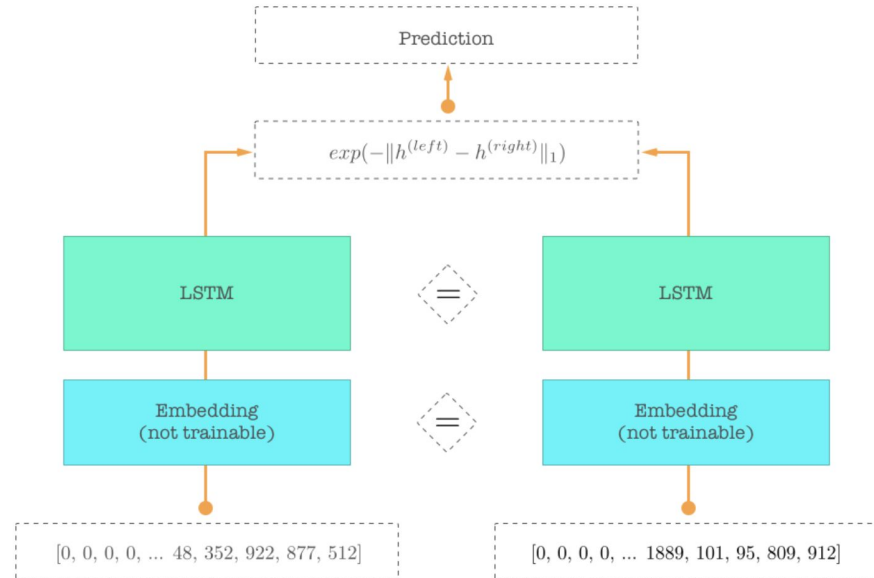 Prediction
exp(−‖h^(left) − h^(right)‖₁)
LSTM
=
LSTM
Embedding
(not trainable)
=
Embedding
(not trainable)
[0, 0, 0, 0, ... 48, 352, 922, 877, 512]
[0, 0, 0, 0, ... 1889, 101, 95, 809, 912]